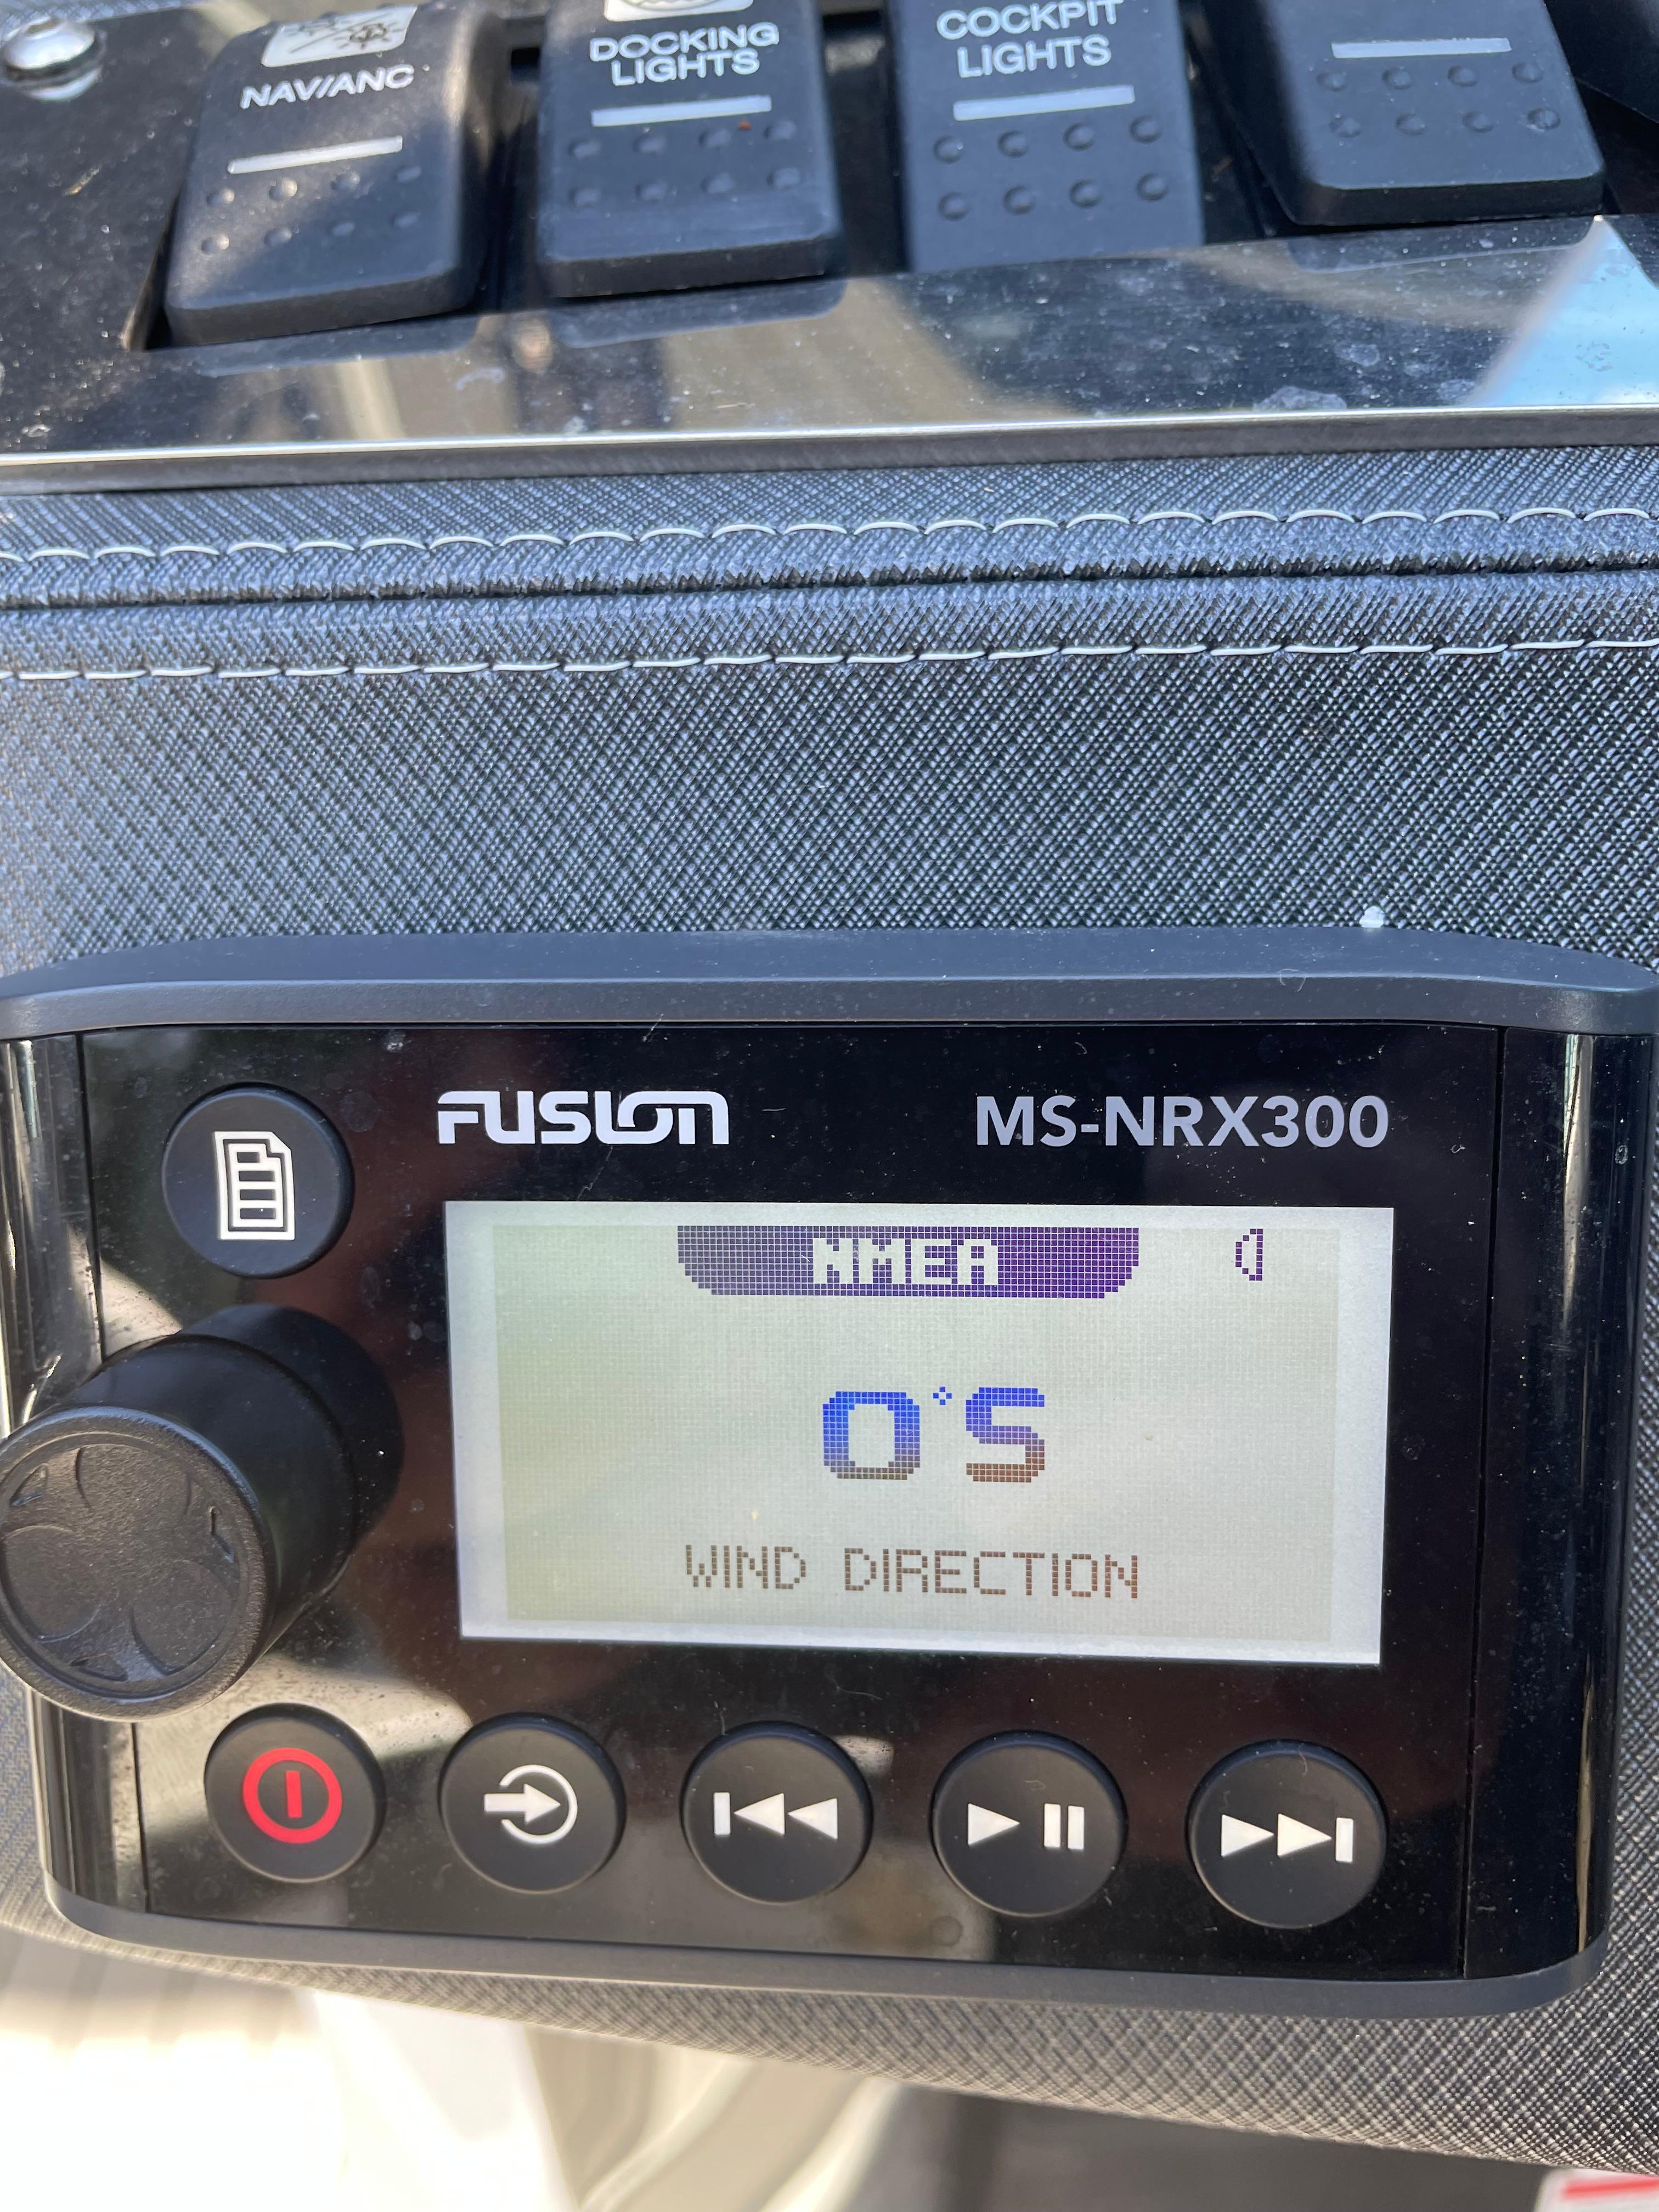 NAV/ANC
DOCKING
LIGHTS
COCKPIT
LIGHTS
FUSION
MS-NRX300
NMEA
0°S
WIND DIRECTION